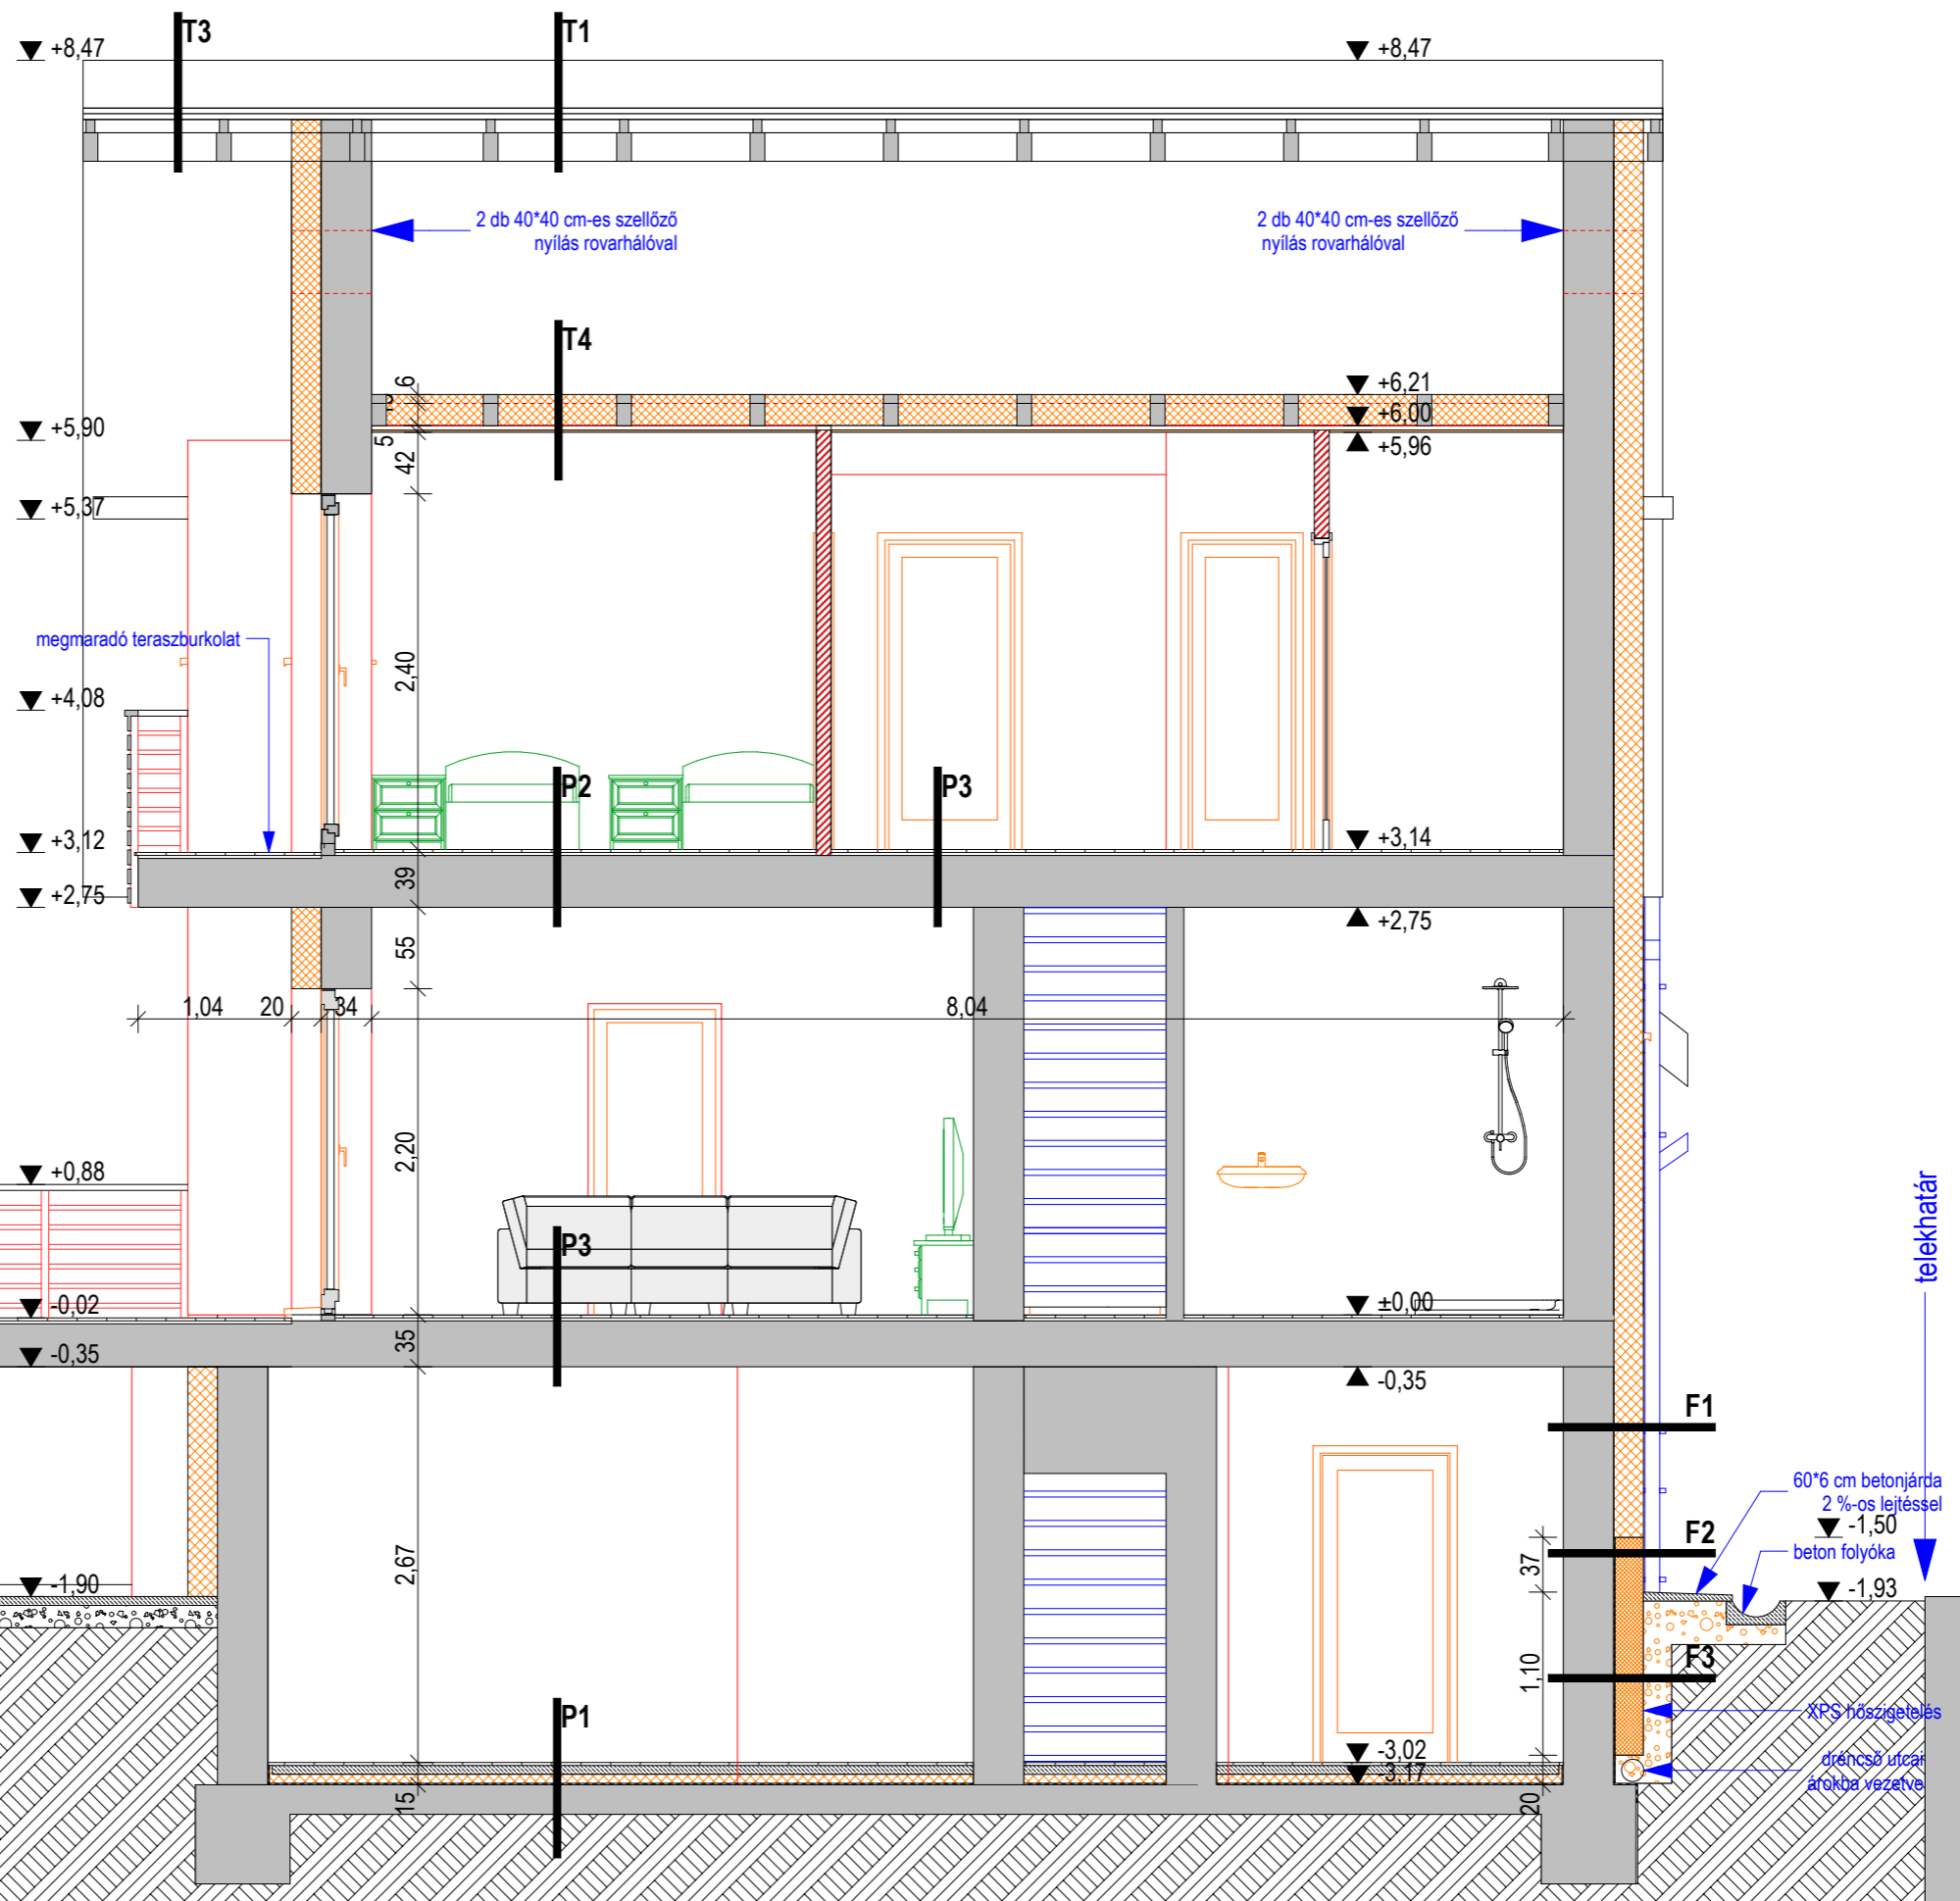 T3
T1
+8,47
+8,47
2 db 40*40 cm-es szellőző
nyílás rovarhálóval
2 db 40*40 cm-es szellőző
nyílás rovarhálóval
T4
6
+6,21
+6,00
+5,90
5
42
+5,96
+5,37
megmaradó teraszburkolat
2,40
+4,08
P2
P3
+3,12
+3,14
39
+2,75
+2,75
55
1,04
20
34
8,04
2,20
+0,88
telekhatár
P3
-0,02
±0,00
35
-0,35
-0,35
F1
60*6 cm betonjárda
2 %-os lejtéssel
-1,50
F2
beton folyóka
37
2,67
-1,90
-1,93
F3
1,10
P1
XPS hőszigetelés
-3,02
-3,17
dréncső utcai
árokba vezetve
15
20